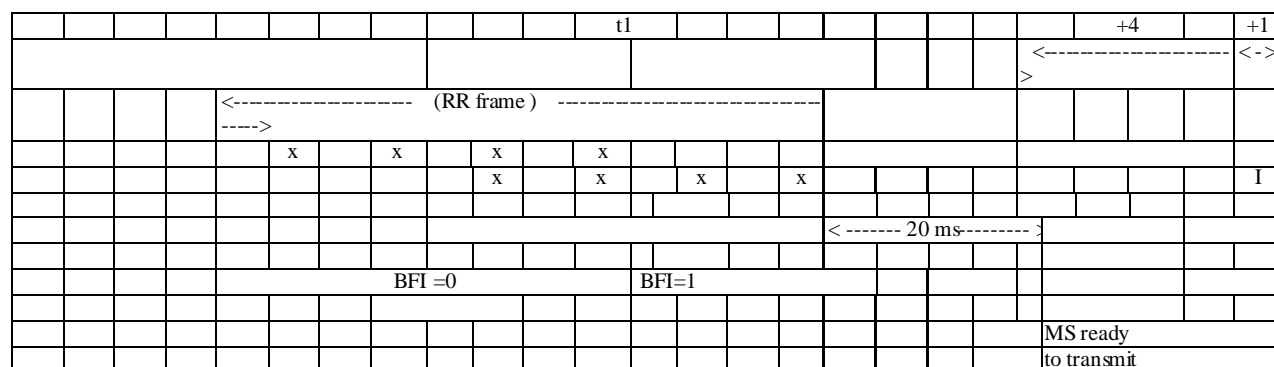 t1 +4 +1
<------------------------- <->
>
<----------------------- (RR frame ) ---------------------------------
----->
x x x x
x x x x I
< ------- 20 ms---------- >
BFI =0 BFI=1
MS ready
to transmit